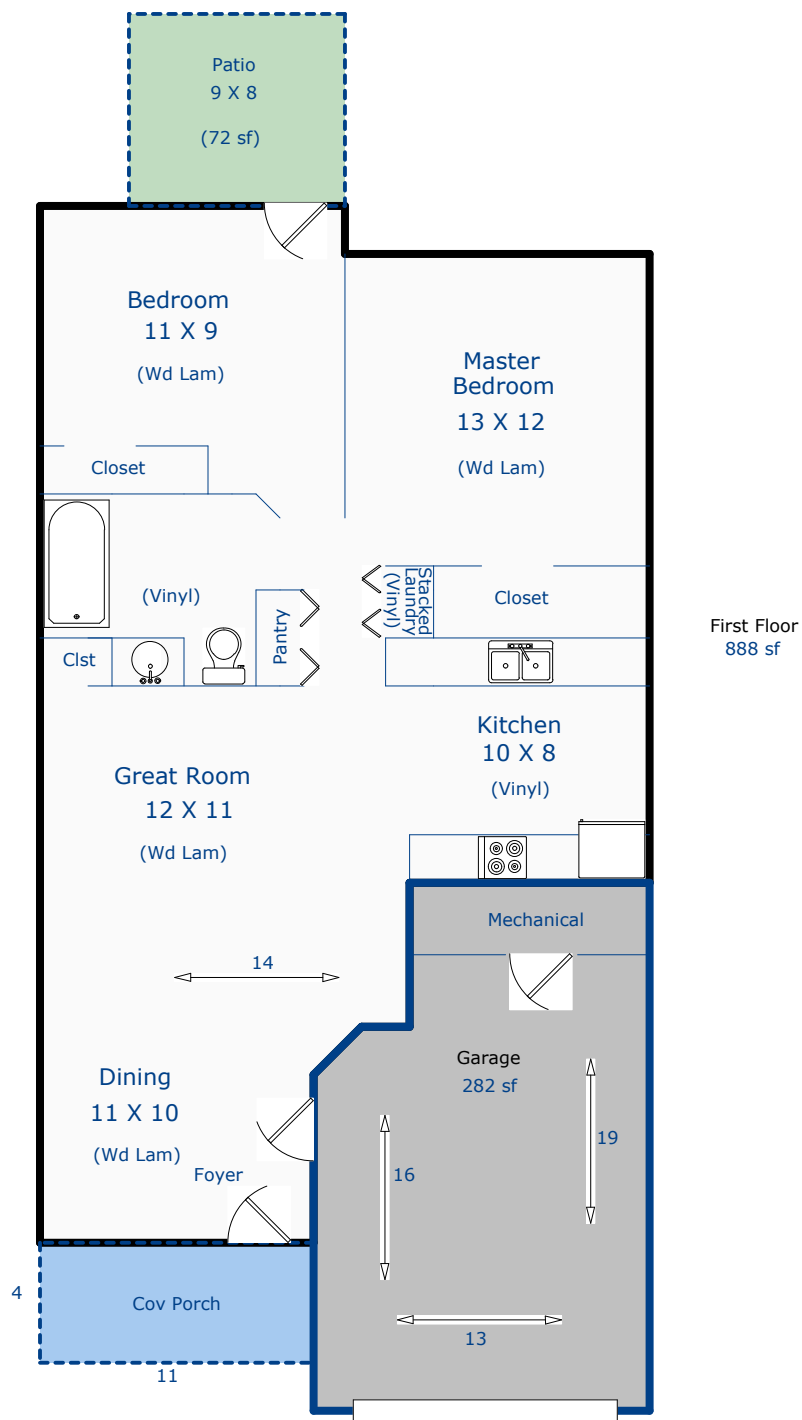 Patio
9 X 8
(72 sf)
Bedroom
11 X 9
(Wd Lam)
Master
Bedroom
13 X 12
(Wd Lam)
Closet
(Vinyl)
Stacked
Laundry
(Vinyl)
Closet
Pantry
Clst
First Floor
888 sf
Kitchen
10 X 8
(Vinyl)
Great Room
12 X 11
(Wd Lam)
Mechanical
14
Garage
282 sf
Dining
11 X 10
(Wd Lam)
Foyer
19
16
4
Cov Porch
13
11